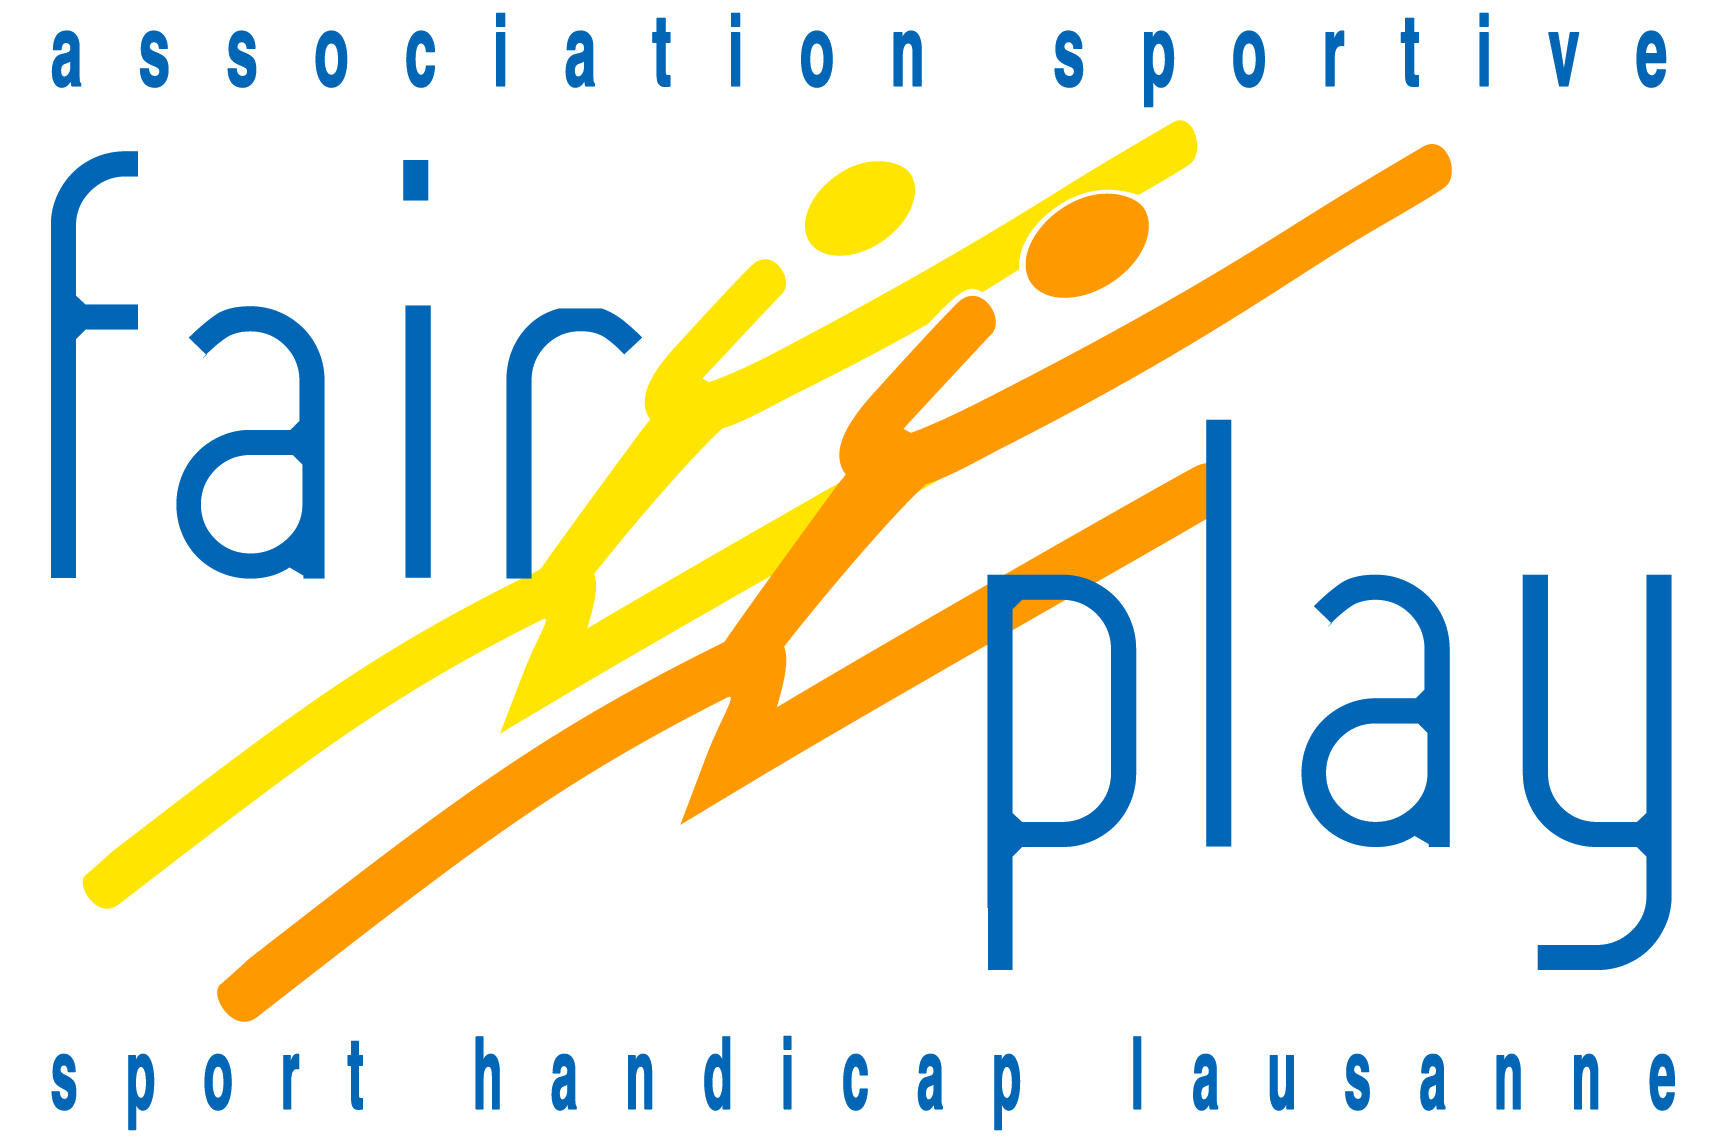 association sportive
fair
play
sport handicap lausanne